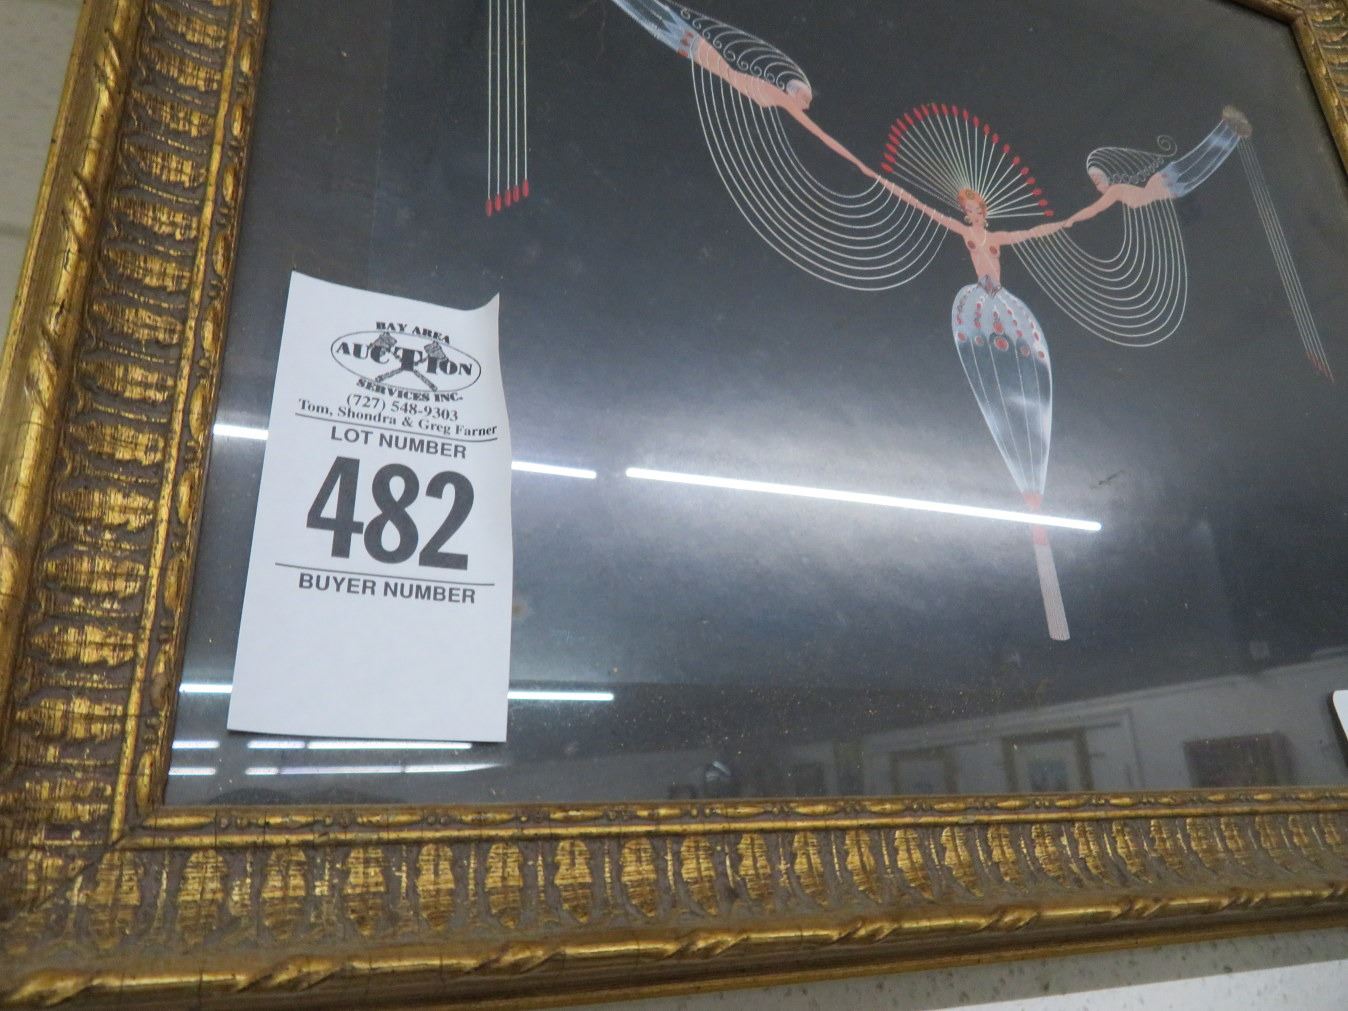 BAY AREA
AUCTION
SERVICES INC.
(727) 548-9303
Tom, Shondra & Greg Farner
LOT NUMBER
482
BUYER NUMBER